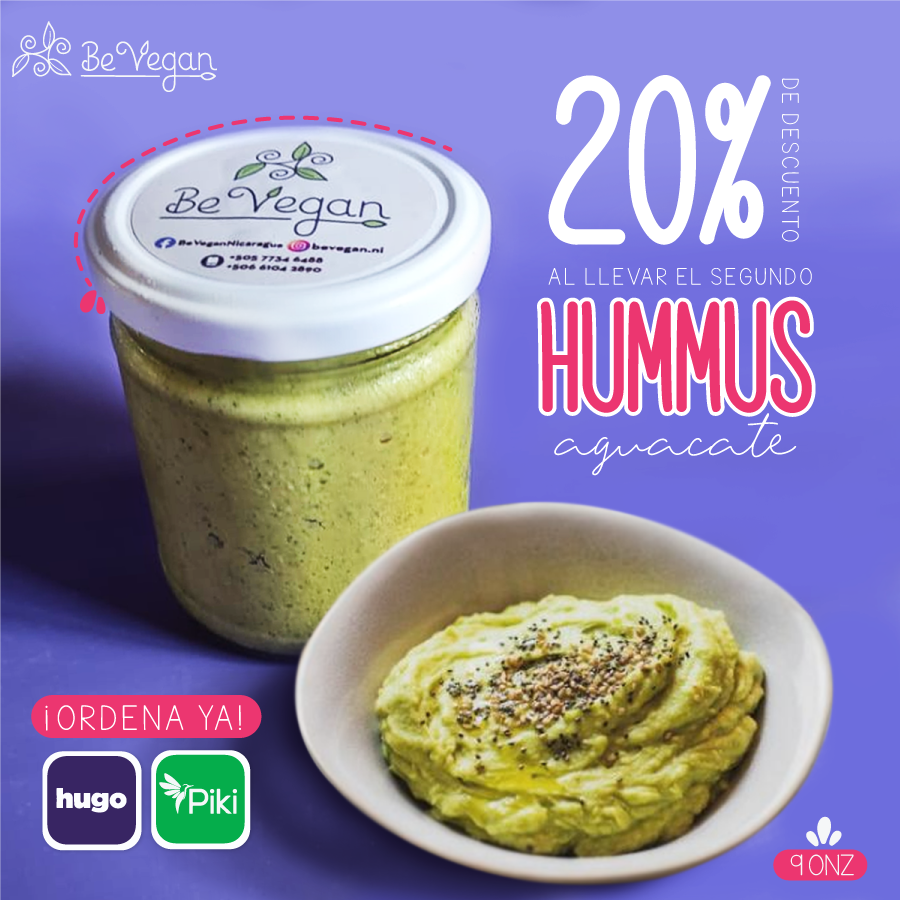 Be Vegan
20%
DE DESCUENTO
AL LLEVAR EL SEGUNDO
HUMMUS
aguacate
Be Vegan
BeVeganNicaragua bevegan.ni
+505 7734 6488
+506 6104 2890
¡ORDENA YA!
hugo
Piki
9 ONZ